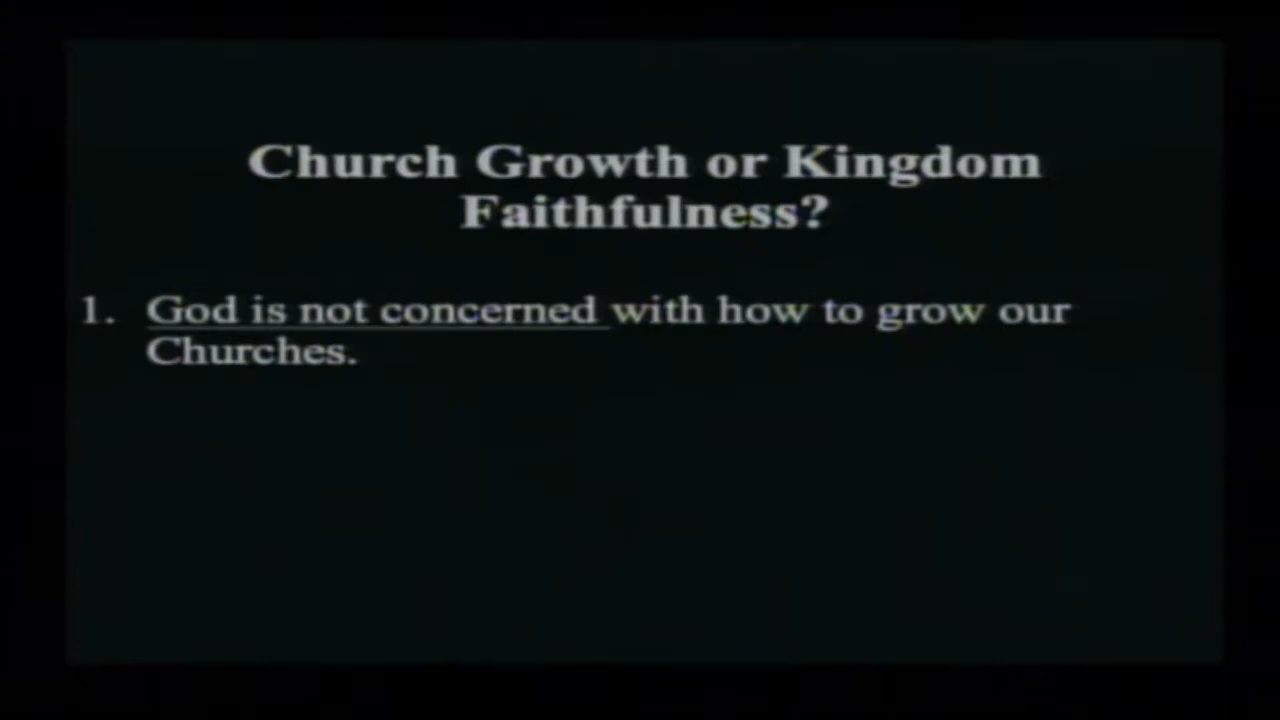 Church Growth or Kingdom
Faithfulness?
1. God is not concerned with how to grow our
Churches.